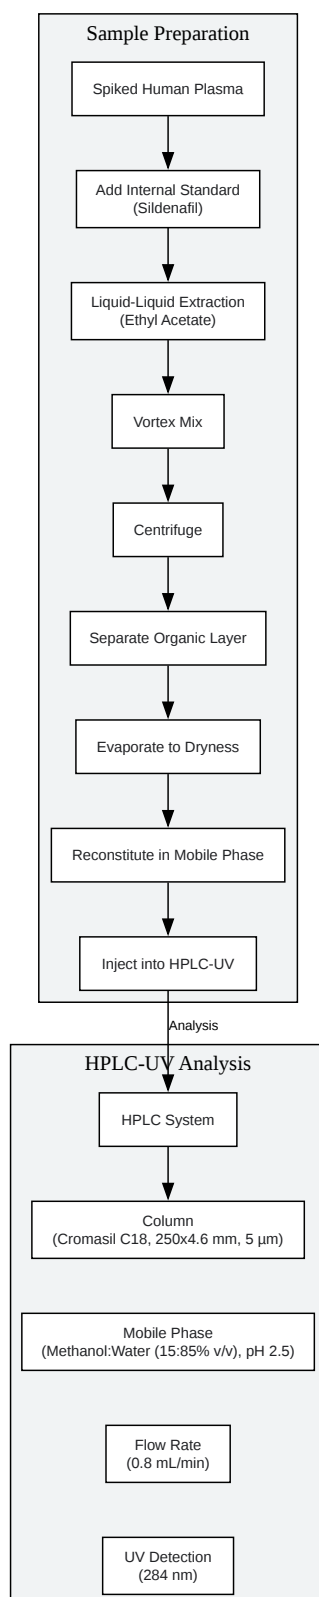 Sample Preparation
Spiked Human Plasma
Add Internal Standard
(Sildenafil)
Liquid-Liquid Extraction
(Ethyl Acetate)
Vortex Mix
Centrifuge
Separate Organic Layer
Evaporate to Dryness
Reconstitute in Mobile Phase
Inject into HPLC-UV
Analysis
HPLC-UV Analysis
HPLC System
Column
(Cromasil C18, 250x4.6 mm, 5 µm)
Mobile Phase
(Methanol:Water (15:85% v/v), pH 2.5)
Flow Rate
(0.8 mL/min)
UV Detection
(284 nm)